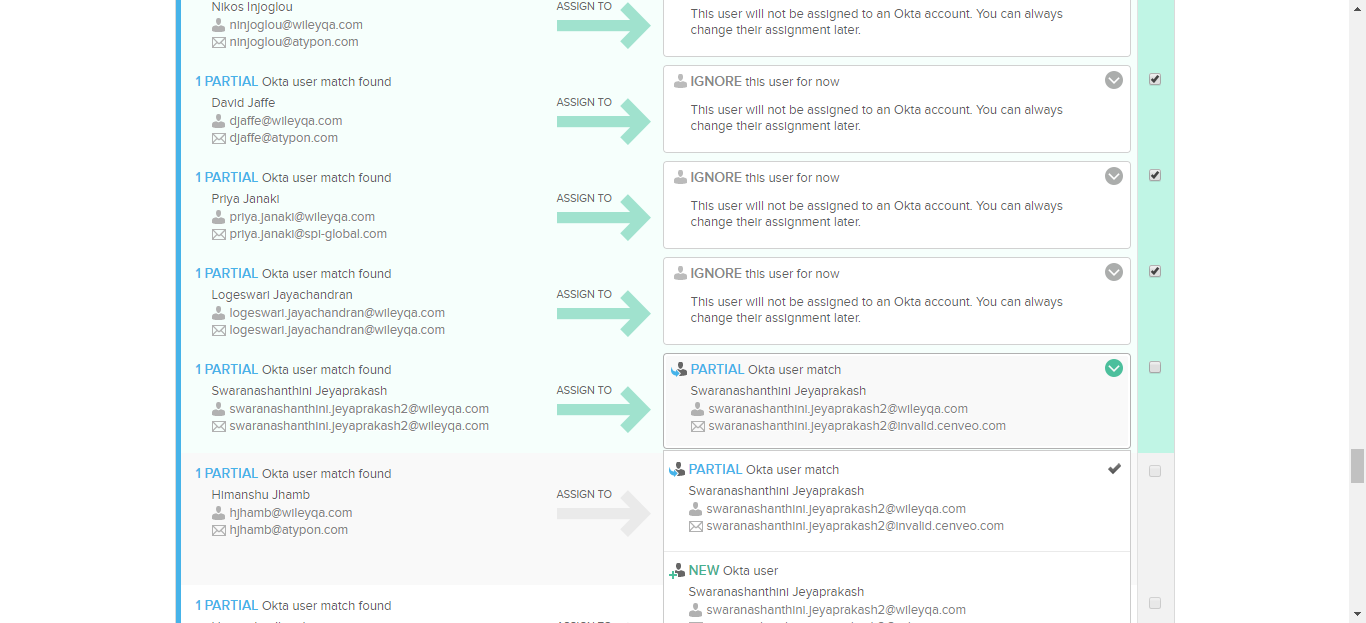 Nikos Injoglou
ninjoglou@wileyqa.com
ninjoglou@atypon.com
ASSIGN TO
This user will not be assigned to an Okta account. You can always
change their assignment later.
1 PARTIAL Okta user match found
David Jaffe
djaffe@wileyqa.com
djaffe@atypon.com
ASSIGN TO
IGNORE this user for now
This user will not be assigned to an Okta account. You can always
change their assignment later.
1 PARTIAL Okta user match found
Priya Janaki
priya.janaki@wileyqa.com
priya.janaki@spi-global.com
ASSIGN TO
IGNORE this user for now
This user will not be assigned to an Okta account. You can always
change their assignment later.
1 PARTIAL Okta user match found
Logeswari Jayachandran
logeswari.jayachandran@wileyqa.com
logeswari.jayachandran@wileyqa.com
ASSIGN TO
IGNORE this user for now
This user will not be assigned to an Okta account. You can always
change their assignment later.
1 PARTIAL Okta user match found
Swaranashanthini Jeyaprakash
swaranashanthini.jeyaprakash2@wileyqa.com
swaranashanthini.jeyaprakash2@wileyqa.com
ASSIGN TO
PARTIAL Okta user match
Swaranashanthini Jeyaprakash
swaranashanthini.jeyaprakash2@wileyqa.com
swaranashanthini.jeyaprakash2@invalid.cenveo.com
1 PARTIAL Okta user match found
Himanshu Jhamb
hjhamb@wileyqa.com
hjhamb@atypon.com
ASSIGN TO
PARTIAL Okta user match
Swaranashanthini Jeyaprakash
swaranashanthini.jeyaprakash2@wileyqa.com
swaranashanthini.jeyaprakash2@invalid.cenveo.com
NEW Okta user
Swaranashanthini Jeyaprakash
swaranashanthini.jeyaprakash2@wileyqa.com
1 PARTIAL Okta user match found